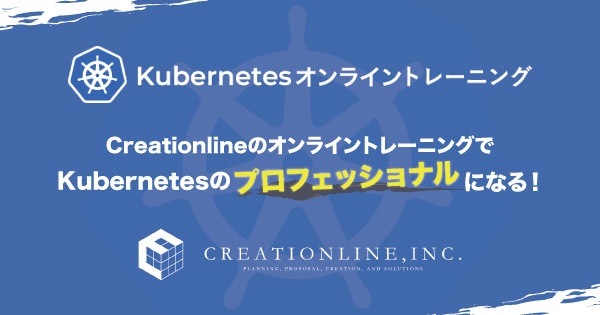 Kubernetesオンライントレーニング
Creationlineのオンライントレーニングで
Kubernetesのプロフェッショナルになる!
CREATIONLINE,INC.
PLANNING, PROPOSAL, CREATION, AND SOLUTIONS